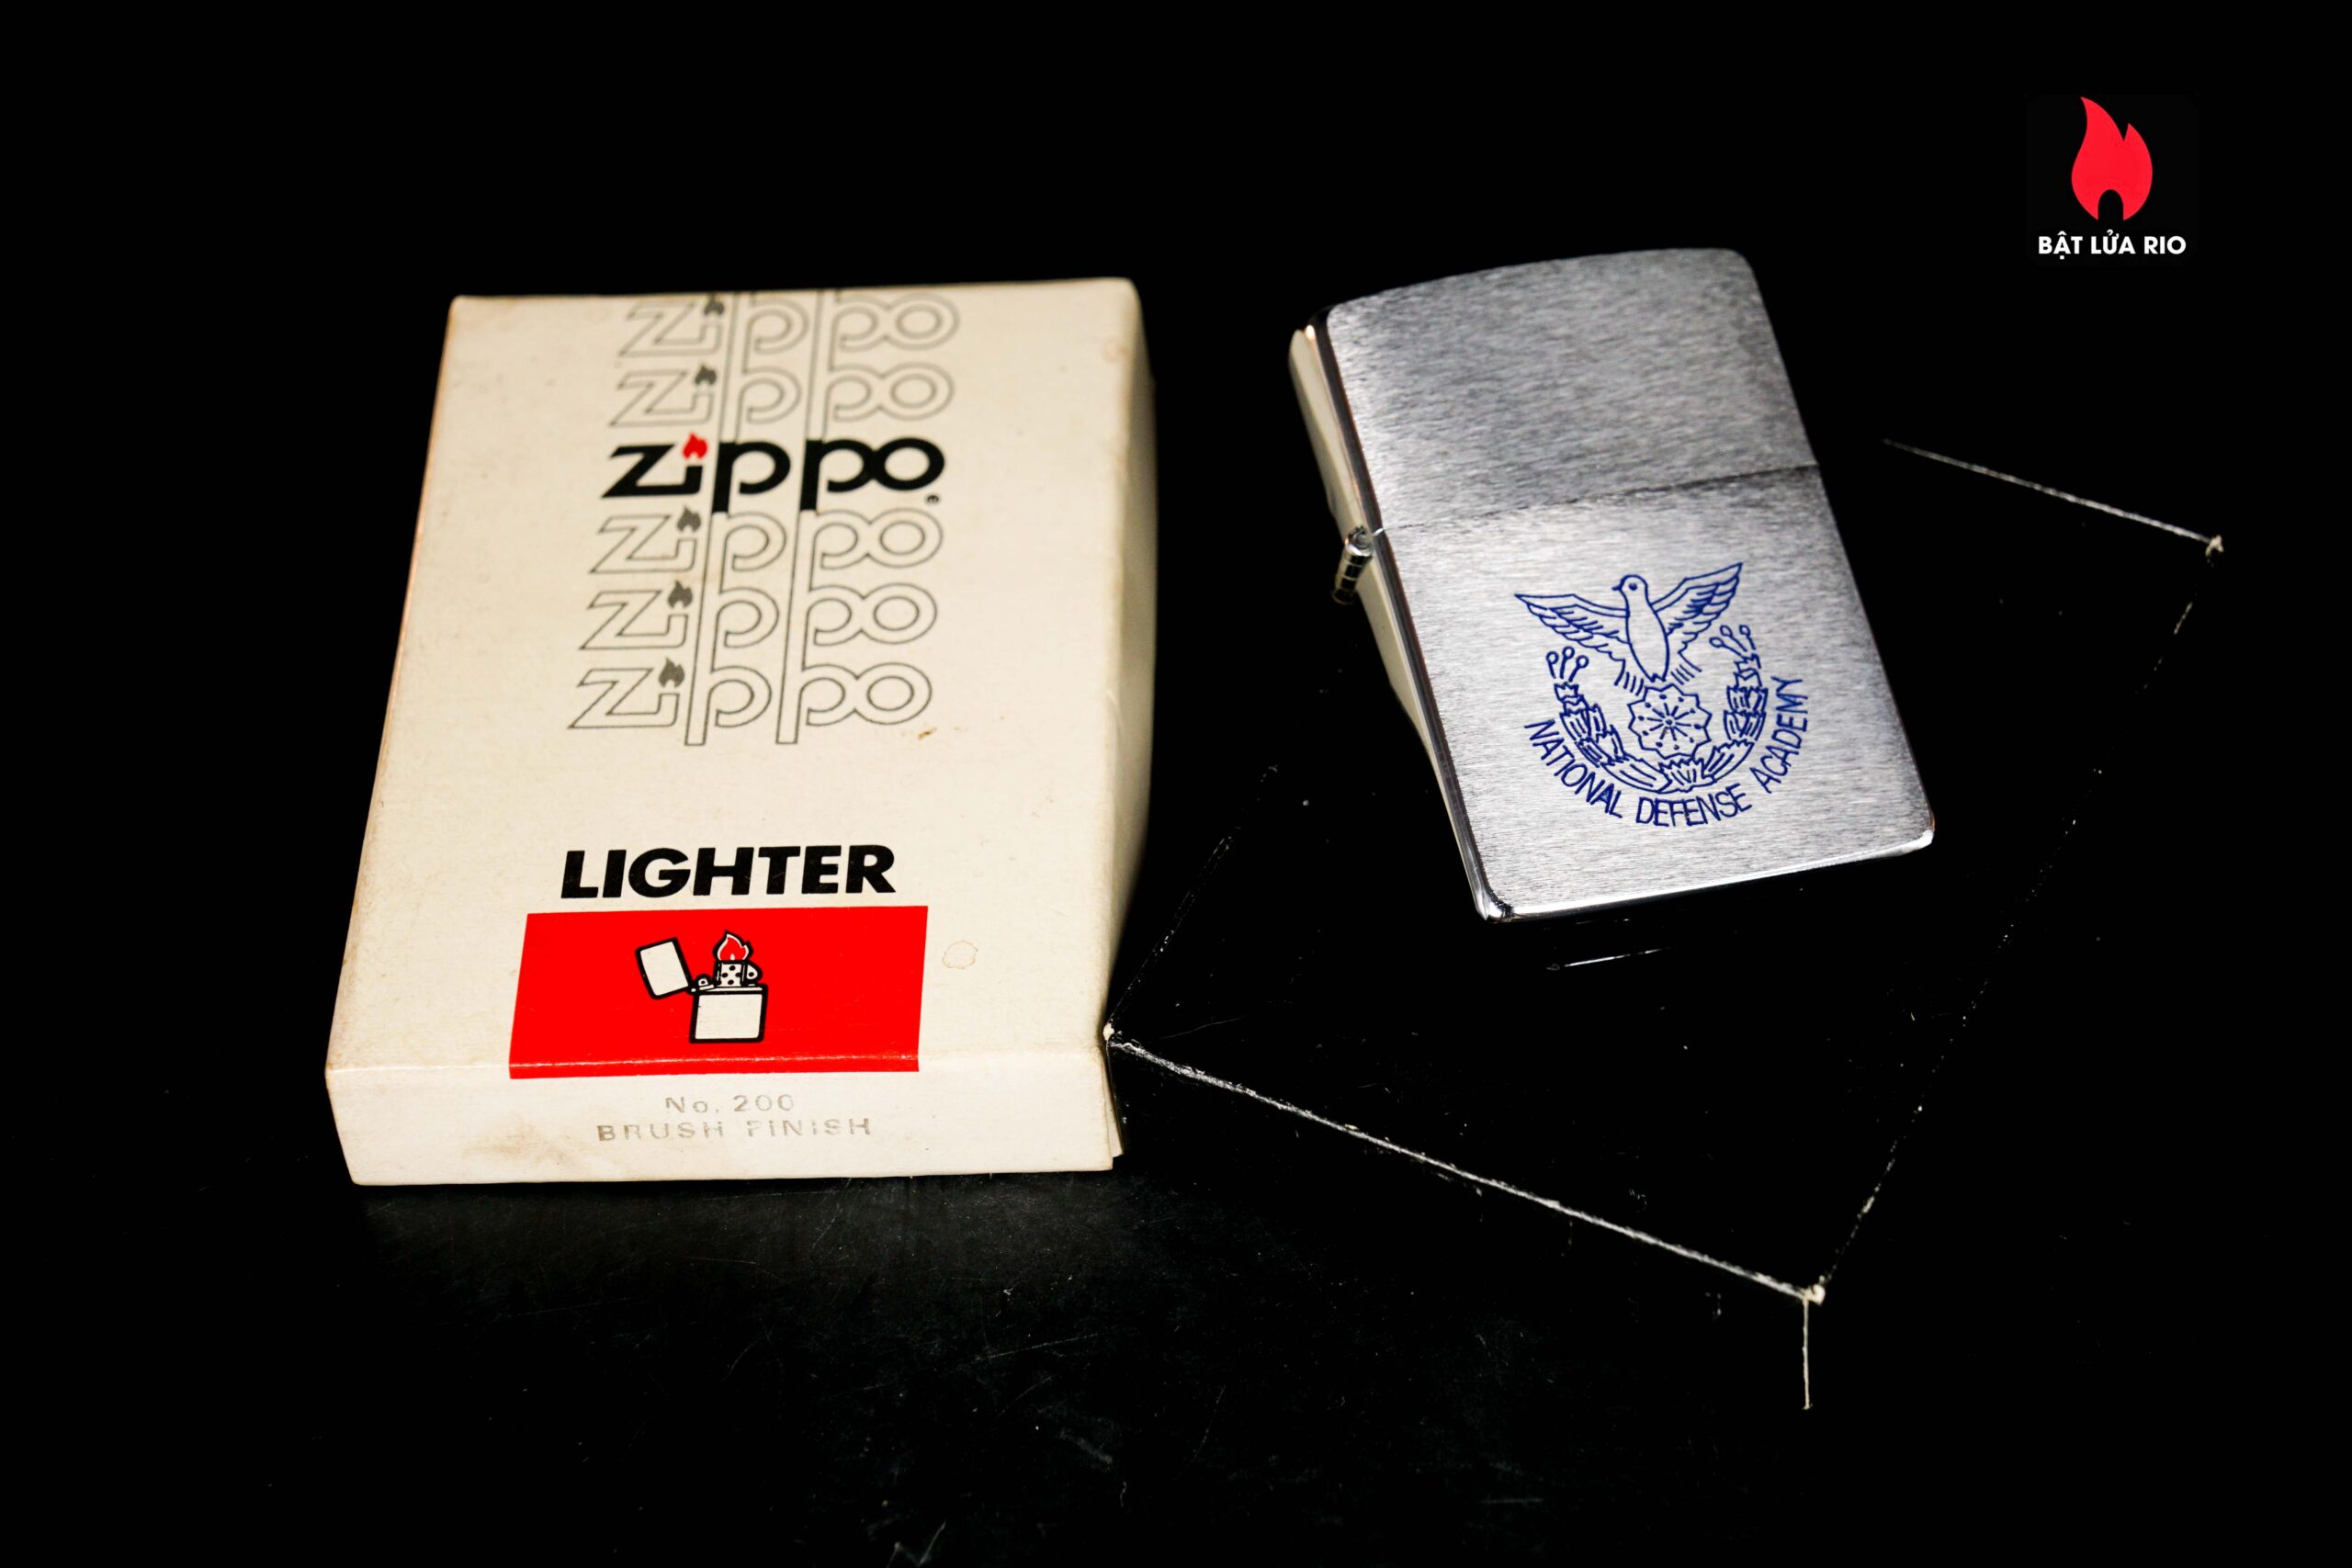 BẬT LỬA RIO
Zippo
Zippo
Zippo
Zippo
Zippo
Zippo
LIGHTER
No. 200
BRUSH FINISH
NATIONAL DEFENSE ACADEMY